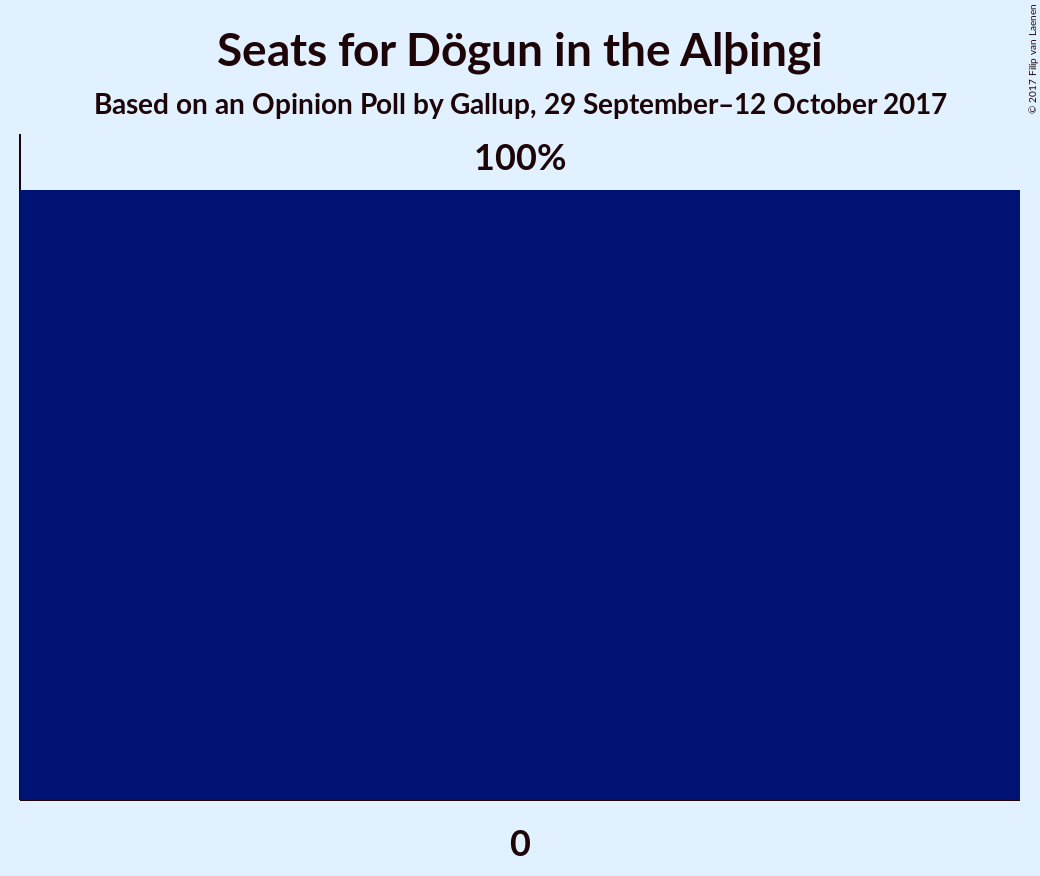 Seats for Dögun in the Alþingi
Based on an Opinion Poll by Gallup, 29 September–12 October 2017
© 2017 Filip van Laenen
100%
0